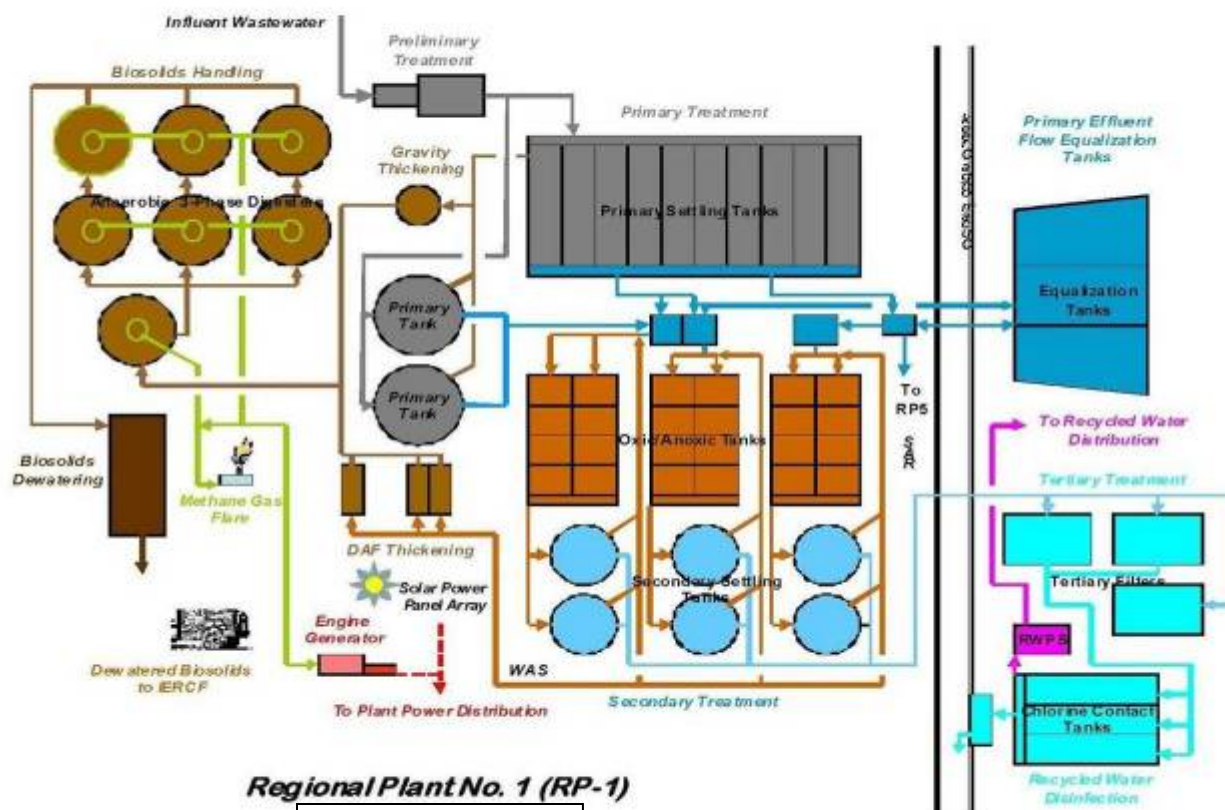 Influent Wastewater
Preliminary
Treatment
Biosolids Handling
Primary Treatment
Primary Effluent
Flow Equalization
Tanks
Gravity
Thickening
Anaerobic 3-Phase Digesters
Primary Settling Tanks
Equalization
Tanks
Primary
Tank
Primary
Tank
To
RP5
To Recycled Water
Distribution
Oxic/Anoxic Tanks
Biosolids
Dewatering
Methane Gas
Flare
Tertiary Treatment
DAF Thickening
Solar Power
Panel Array
Secondary Settling
Tanks
Tertiary Filters
Engine
Generator
RWPS
Dewatered Biosolids
to IERCF
WAS
To Plant Power Distribution
Secondary Treatment
Chlorine Contact
Tanks
Recycled Water
Disinfection
Regional Plant No. 1 (RP-1)